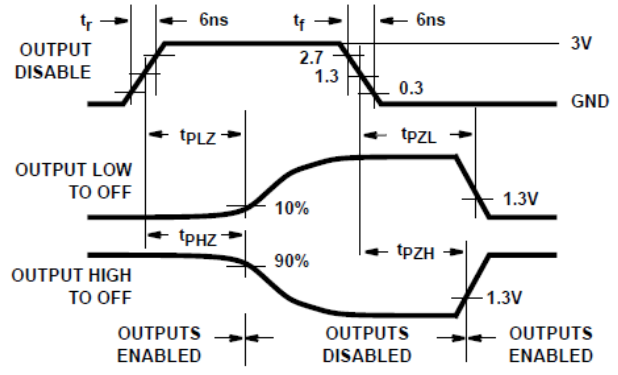 tr 6ns tf 6ns
OUTPUT
DISABLE
3V
2.7
1.3
0.3
GND
tPLZ tPZL
OUTPUT LOW
TO OFF
10%
1.3V
tPHZ
90%
tPZH
OUTPUT HIGH
TO OFF
1.3V
OUTPUTS
ENABLED
OUTPUTS
DISABLED
OUTPUTS
ENABLED